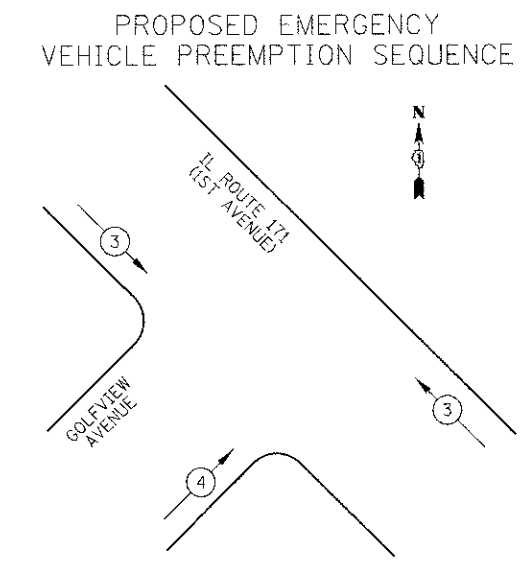 PROPOSED EMERGENCY
VEHICLE PREEMPTION SEQUENCE
N
IL ROUTE 171
(1ST AVENUE)
3
GOLFVIEW
AVENUE
3
4